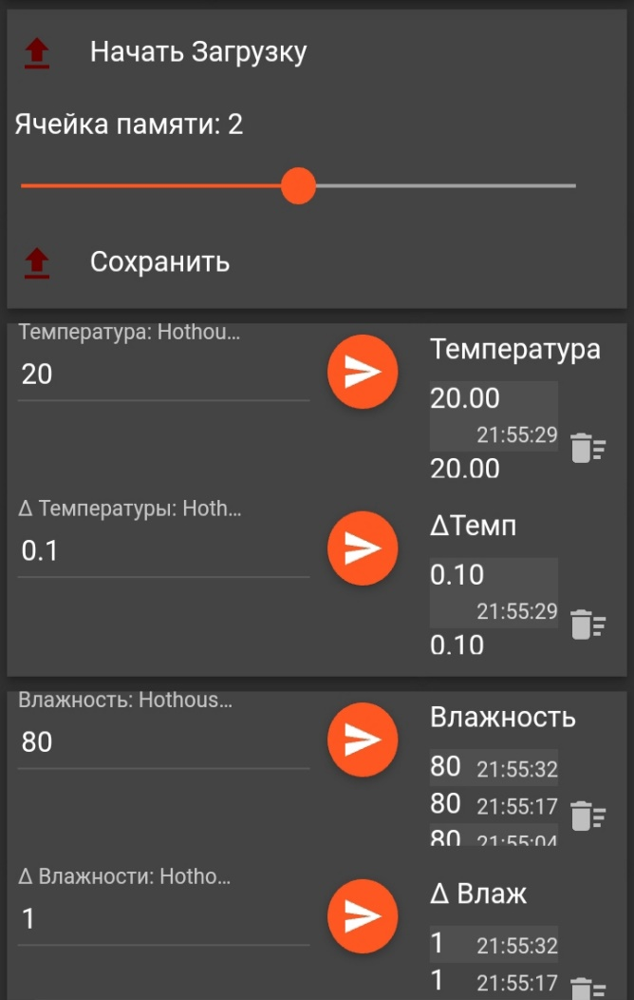 Начать Загрузку
Ячейка памяти: 2
Сохранить
Температура: Hothou...
20
Температура
20.00
21:55:29
20.00
Δ Температуры: Hoth...
0.1
ΔТемп
0.10
21:55:29
0.10
Влажность: Hothous...
80
Влажность
80 21:55:32
80 21:55:17
80 21:55:04
Δ Влажности: Hotho...
1
Δ Влаж
1 21:55:32
1 21:55:17